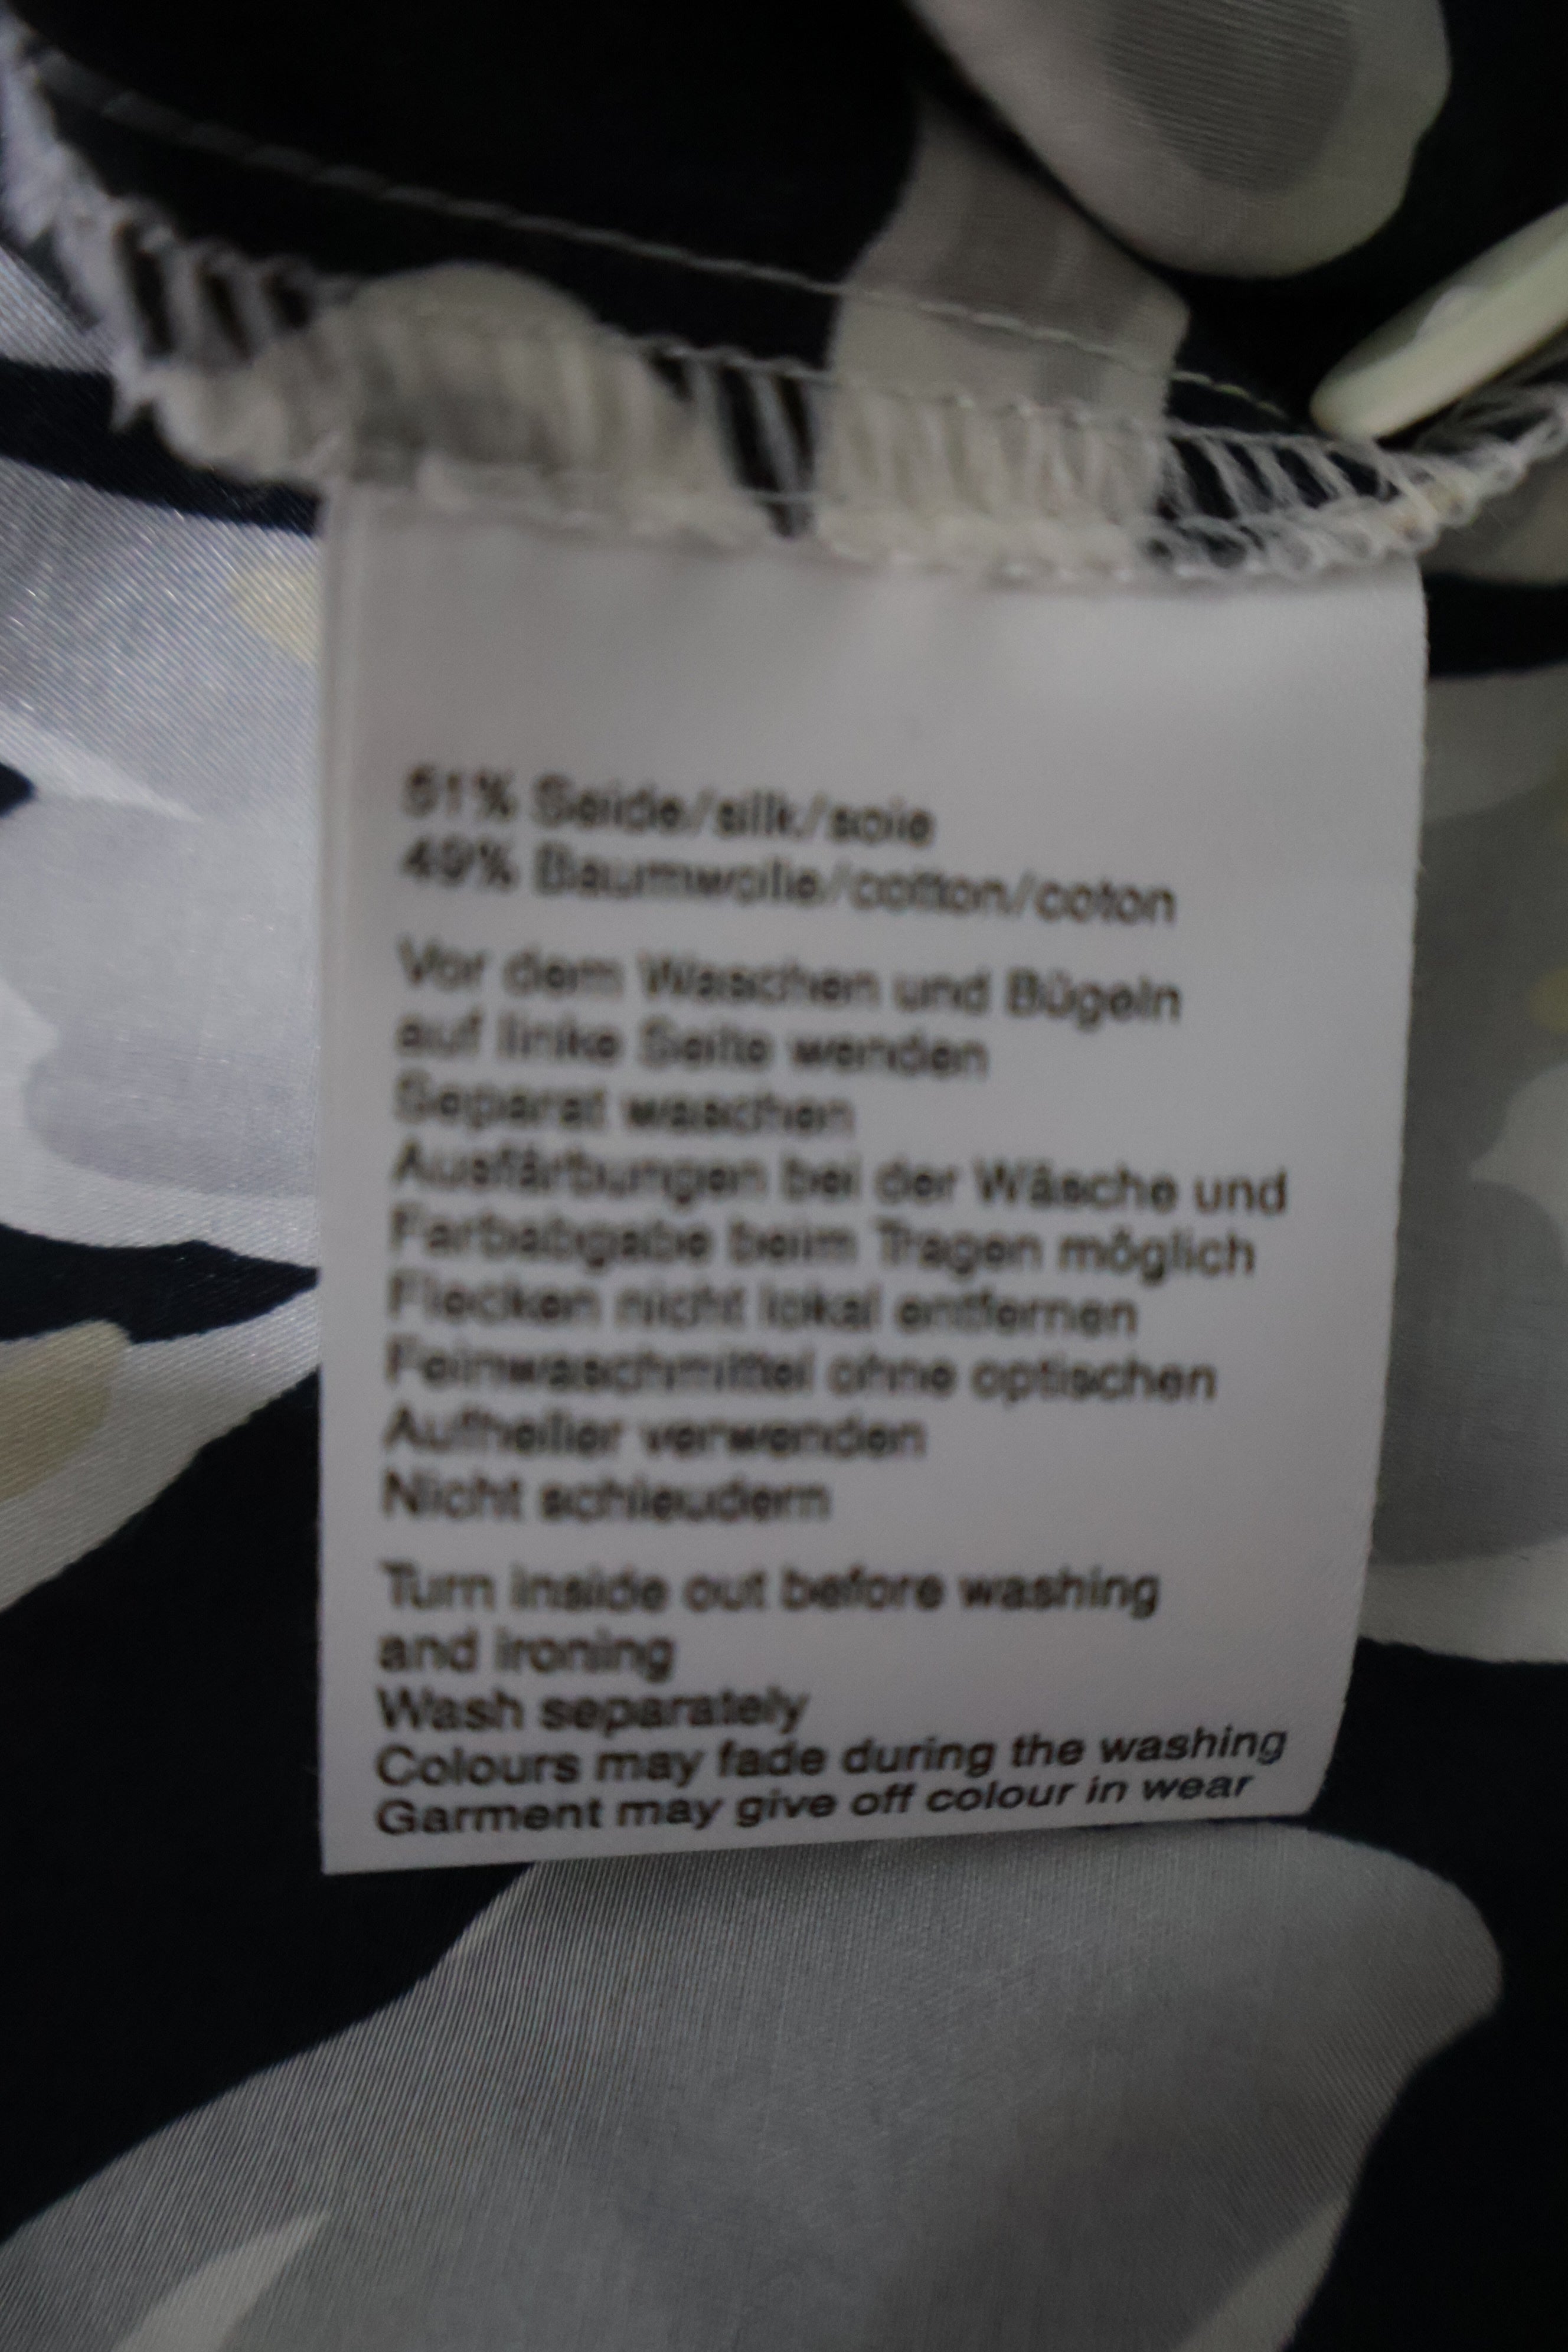 51% Seide/silk/soie
49% Baumwolle/cotton/coton
Vor dem Waschen und Bügeln
auf linke Seite wenden
Separat waschen
Ausfärbungen bei der Wäsche und
Farbabgabe beim Tragen möglich
Flecken nicht lokal entfernen
Feinwaschmittel ohne optischen
Aufheller verwenden
Nicht schleudern
Turn inside out before washing
and ironing
Wash separately
Colours may fade during the washing
Garment may give off colour in wear